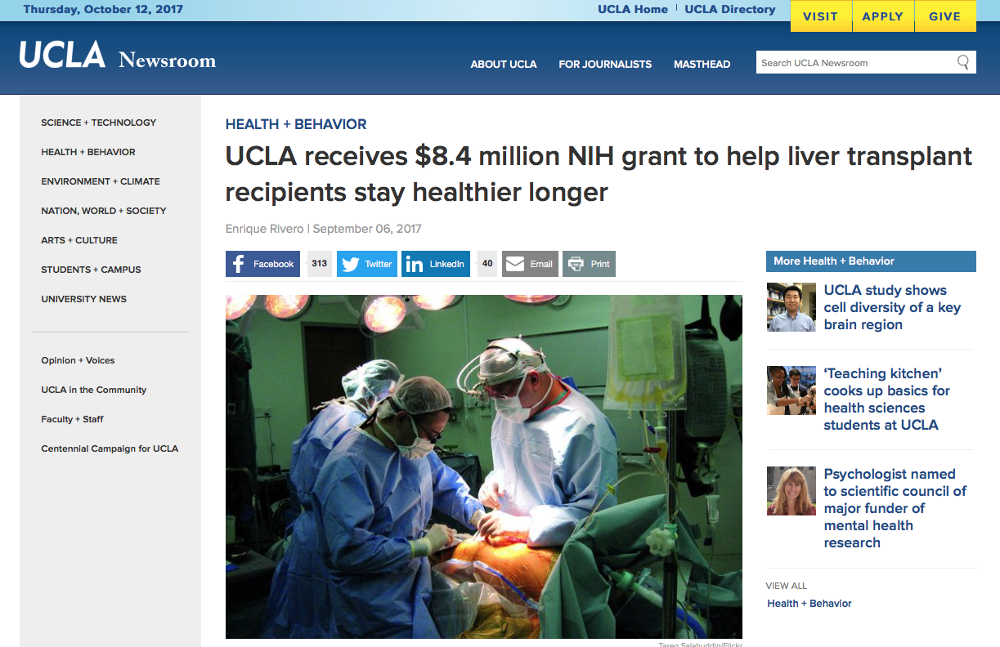 Thursday, October 12, 2017
UCLA Home | UCLA Directory
VISIT
APPLY
GIVE
UCLA Newsroom
ABOUT UCLA
FOR JOURNALISTS
MASTHEAD
Search UCLA Newsroom
SCIENCE + TECHNOLOGY
HEALTH + BEHAVIOR
ENVIRONMENT + CLIMATE
NATION, WORLD + SOCIETY
ARTS + CULTURE
STUDENTS + CAMPUS
UNIVERSITY NEWS
Opinion + Voices
UCLA in the Community
Faculty + Staff
Centennial Campaign for UCLA
HEALTH + BEHAVIOR
UCLA receives $8.4 million NIH grant to help liver transplant
recipients stay healthier longer
Enrique Rivero | September 06, 2017
Facebook 313 Twitter LinkedIn 40 Email Print
Tareq Salahuddin/Flickr
More Health + Behavior
UCLA study shows
cell diversity of a key
brain region
‘Teaching kitchen’
cooks up basics for
health sciences
students at UCLA
Psychologist named
to scientific council of
major funder of
mental health
research
VIEW ALL
Health + Behavior